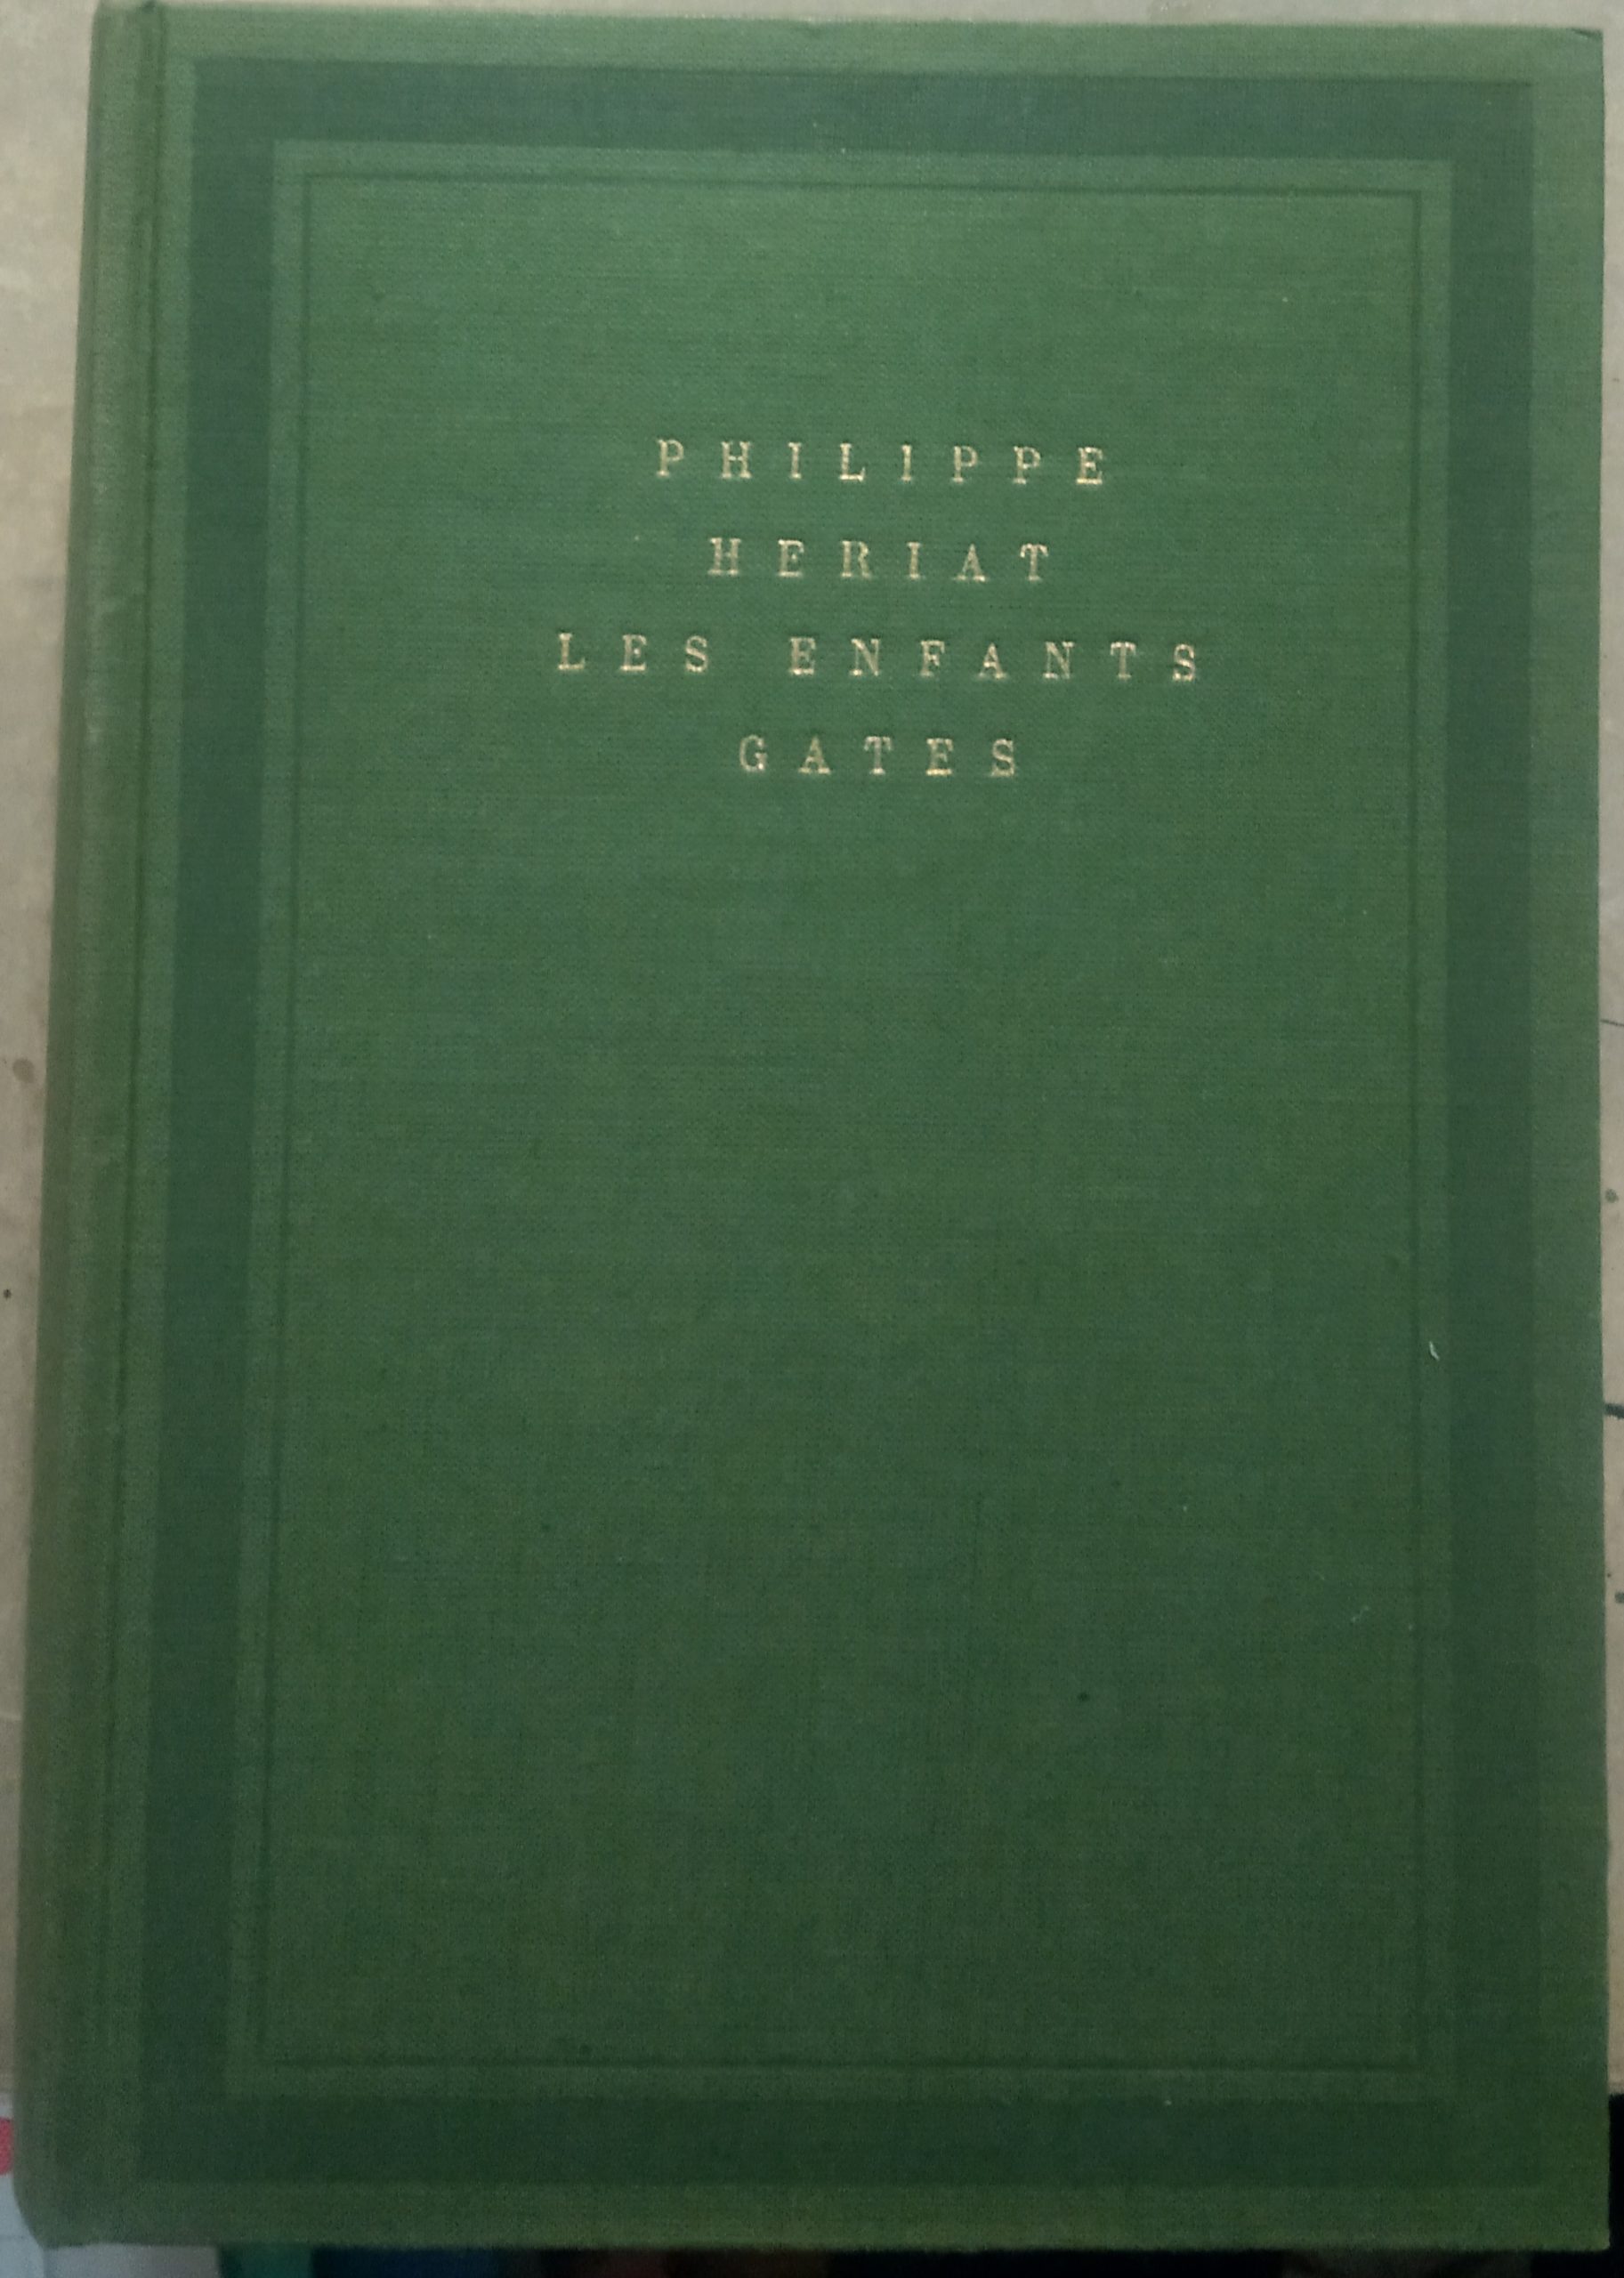 PHILIPPE
HERIAT
LES ENFANTS
GATES